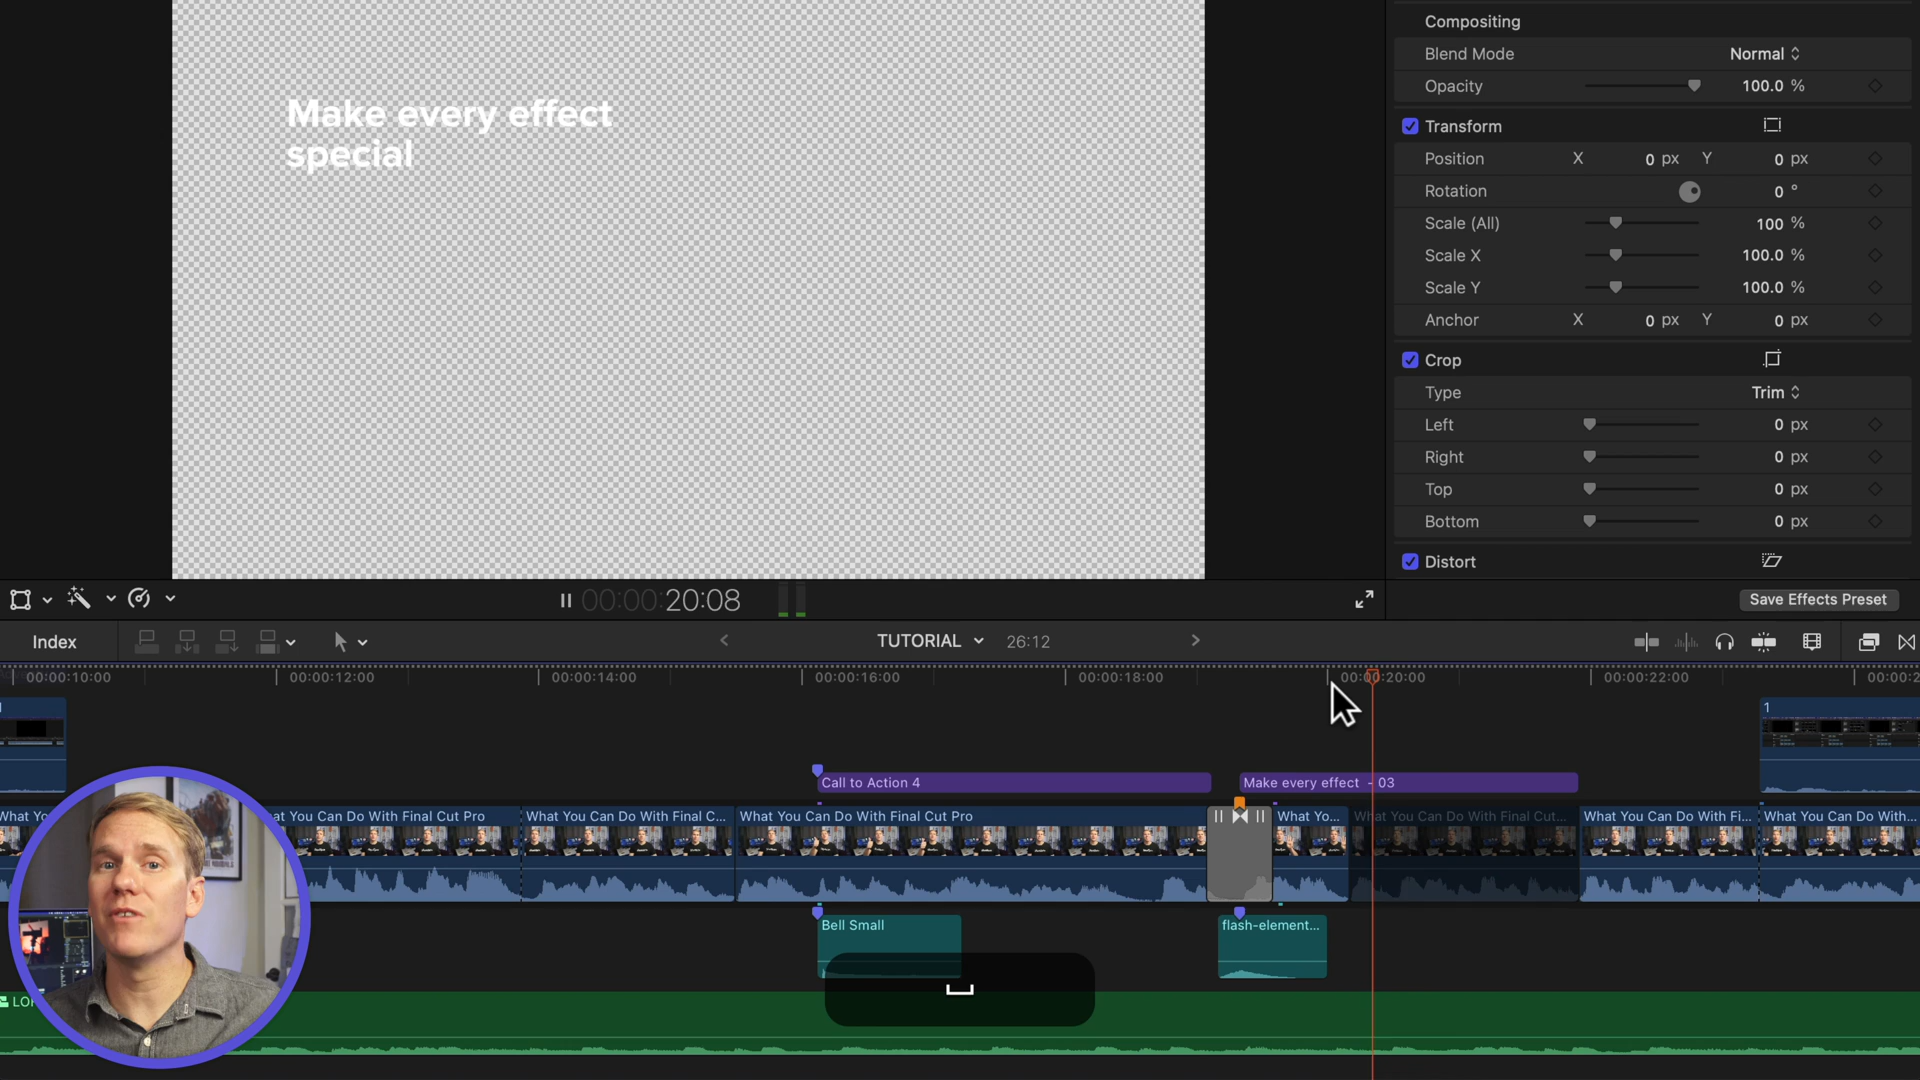 Make every effect
special
Compositing
Blend Mode Normal
Opacity 100.0 %
Transform
Position X 0 px Y 0 px
Rotation 0 °
Scale (All) 100 %
Scale X 100.0 %
Scale Y 100.0 %
Anchor X 0 px Y 0 px
Crop
Type Trim
Left 0 px
Right 0 px
Top 0 px
Bottom 0 px
Distort
00:00:20:08
Save Effects Preset
Index
TUTORIAL 26:12
00:00:10:00 00:00:12:00 00:00:14:00 00:00:16:00 00:00:18:00 00:00:20:00 00:00:22:00
1
Call to Action 4
Make every effect - 03
What You Can Do With Final Cut Pro
What You Can Do With Final C...
What You Can Do With Final Cut Pro
What Yo...
What You Can Do With Final Cut...
What You Can Do With Fi...
What You Can Do With...
Bell Small
flash-element...